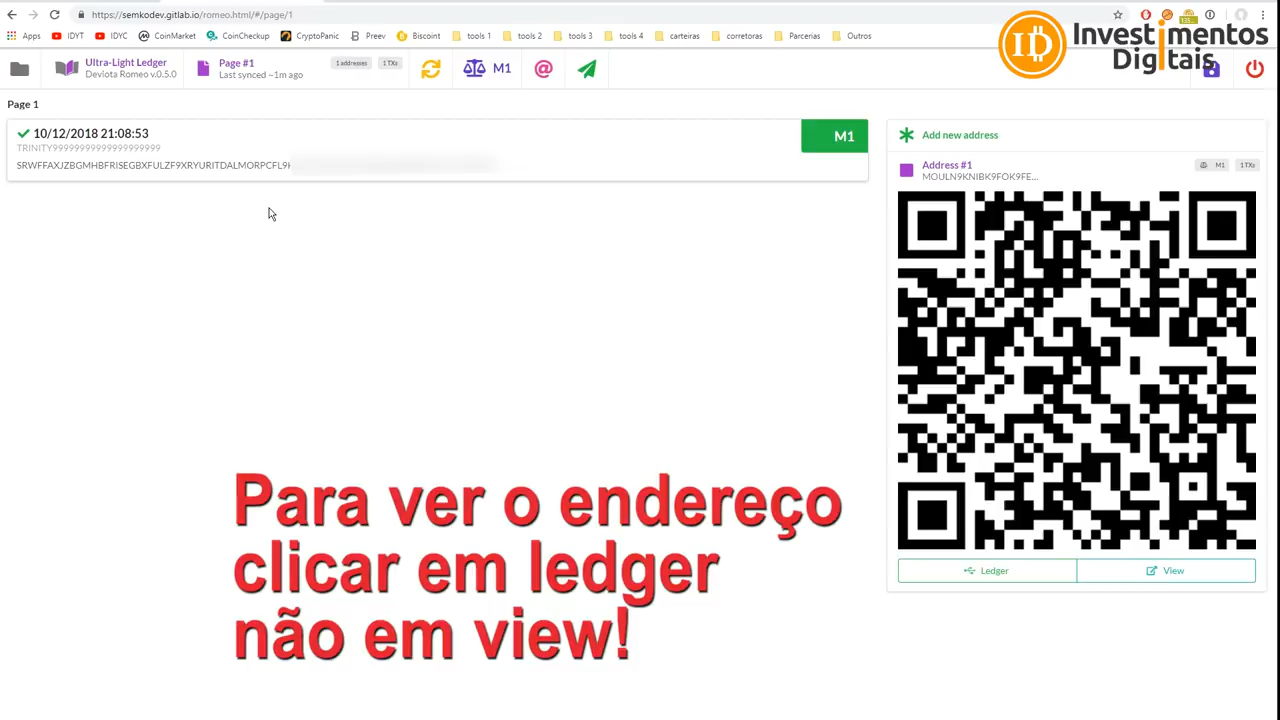 https://semkodev.gitlab.io/romeo.html/#/page/1
Apps IDYT IDYC CoinMarket CoinCheckup CryptoPanic Preev Biscoint tools 1 tools 2 tools 3 tools 4 carteiras corretoras Parcerias Outros
ID Investimentos
Digitais
Ultra-Light Ledger
Deviota Romeo v.0.5.0
Page #1
Last synced ~1m ago
1 addresses
1 TXs
M1
Page 1
10/12/2018 21:08:53
M1
SRWFFAXJZBGMHBFRISEGBXFULZF9XRYURITDALMORPCFL9
Add new address
Address #1
MOULN9KNIBK9FOK9FE...
M1
1 TXs
Ledger
View
Para ver o endereço
clicar em ledger
não em view!